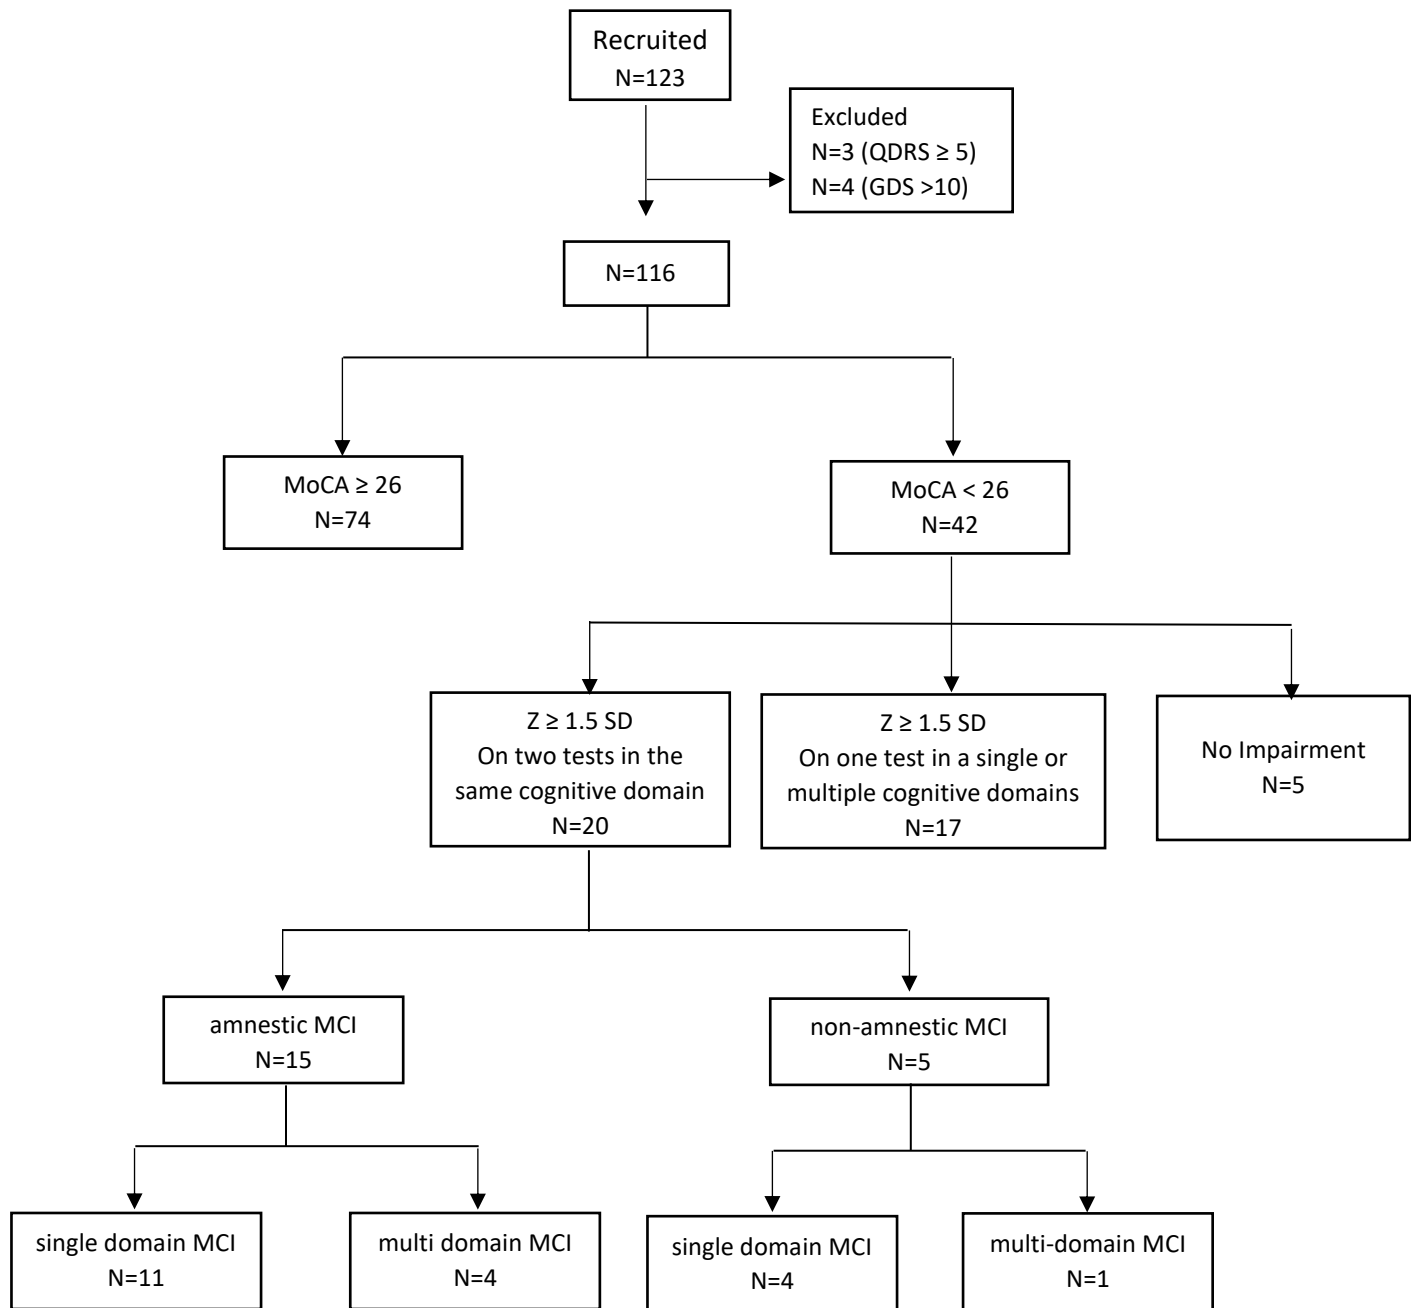 Recruited
N=123
Excluded
N=3 (QDRS ≥ 5)
N=4 (GDS >10)
N=116
MoCA ≥ 26
N=74
MoCA < 26
N=42
Z ≥ 1.5 SD
On two tests in the
same cognitive domain
N=20
Z ≥ 1.5 SD
On one test in a single or
multiple cognitive domains
N=17
No Impairment
N=5
amnestic MCI
N=15
non-amnestic MCI
N=5
single domain MCI
N=11
multi domain MCI
N=4
single domain MCI
N=4
multi-domain MCI
N=1